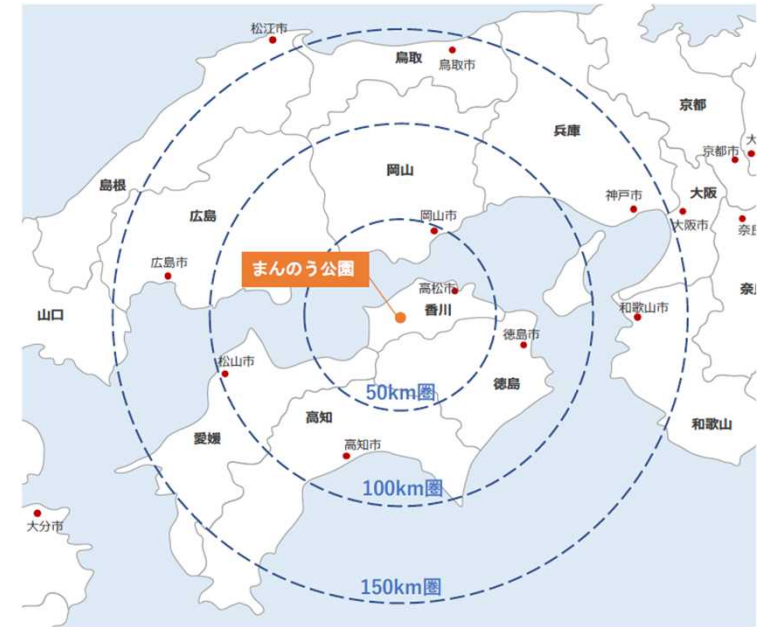 松江市
鳥取
鳥取市
京都
兵庫
京都市
岡山
島根
大阪
神戸市
広島
岡山市
大阪市
広島市
まんのう公園
高松市
香川
山口
和歌山市
徳島市
松山市
徳島
50km圏
高知
和歌山
愛媛
高知市
100km圏
大分市
150km圏